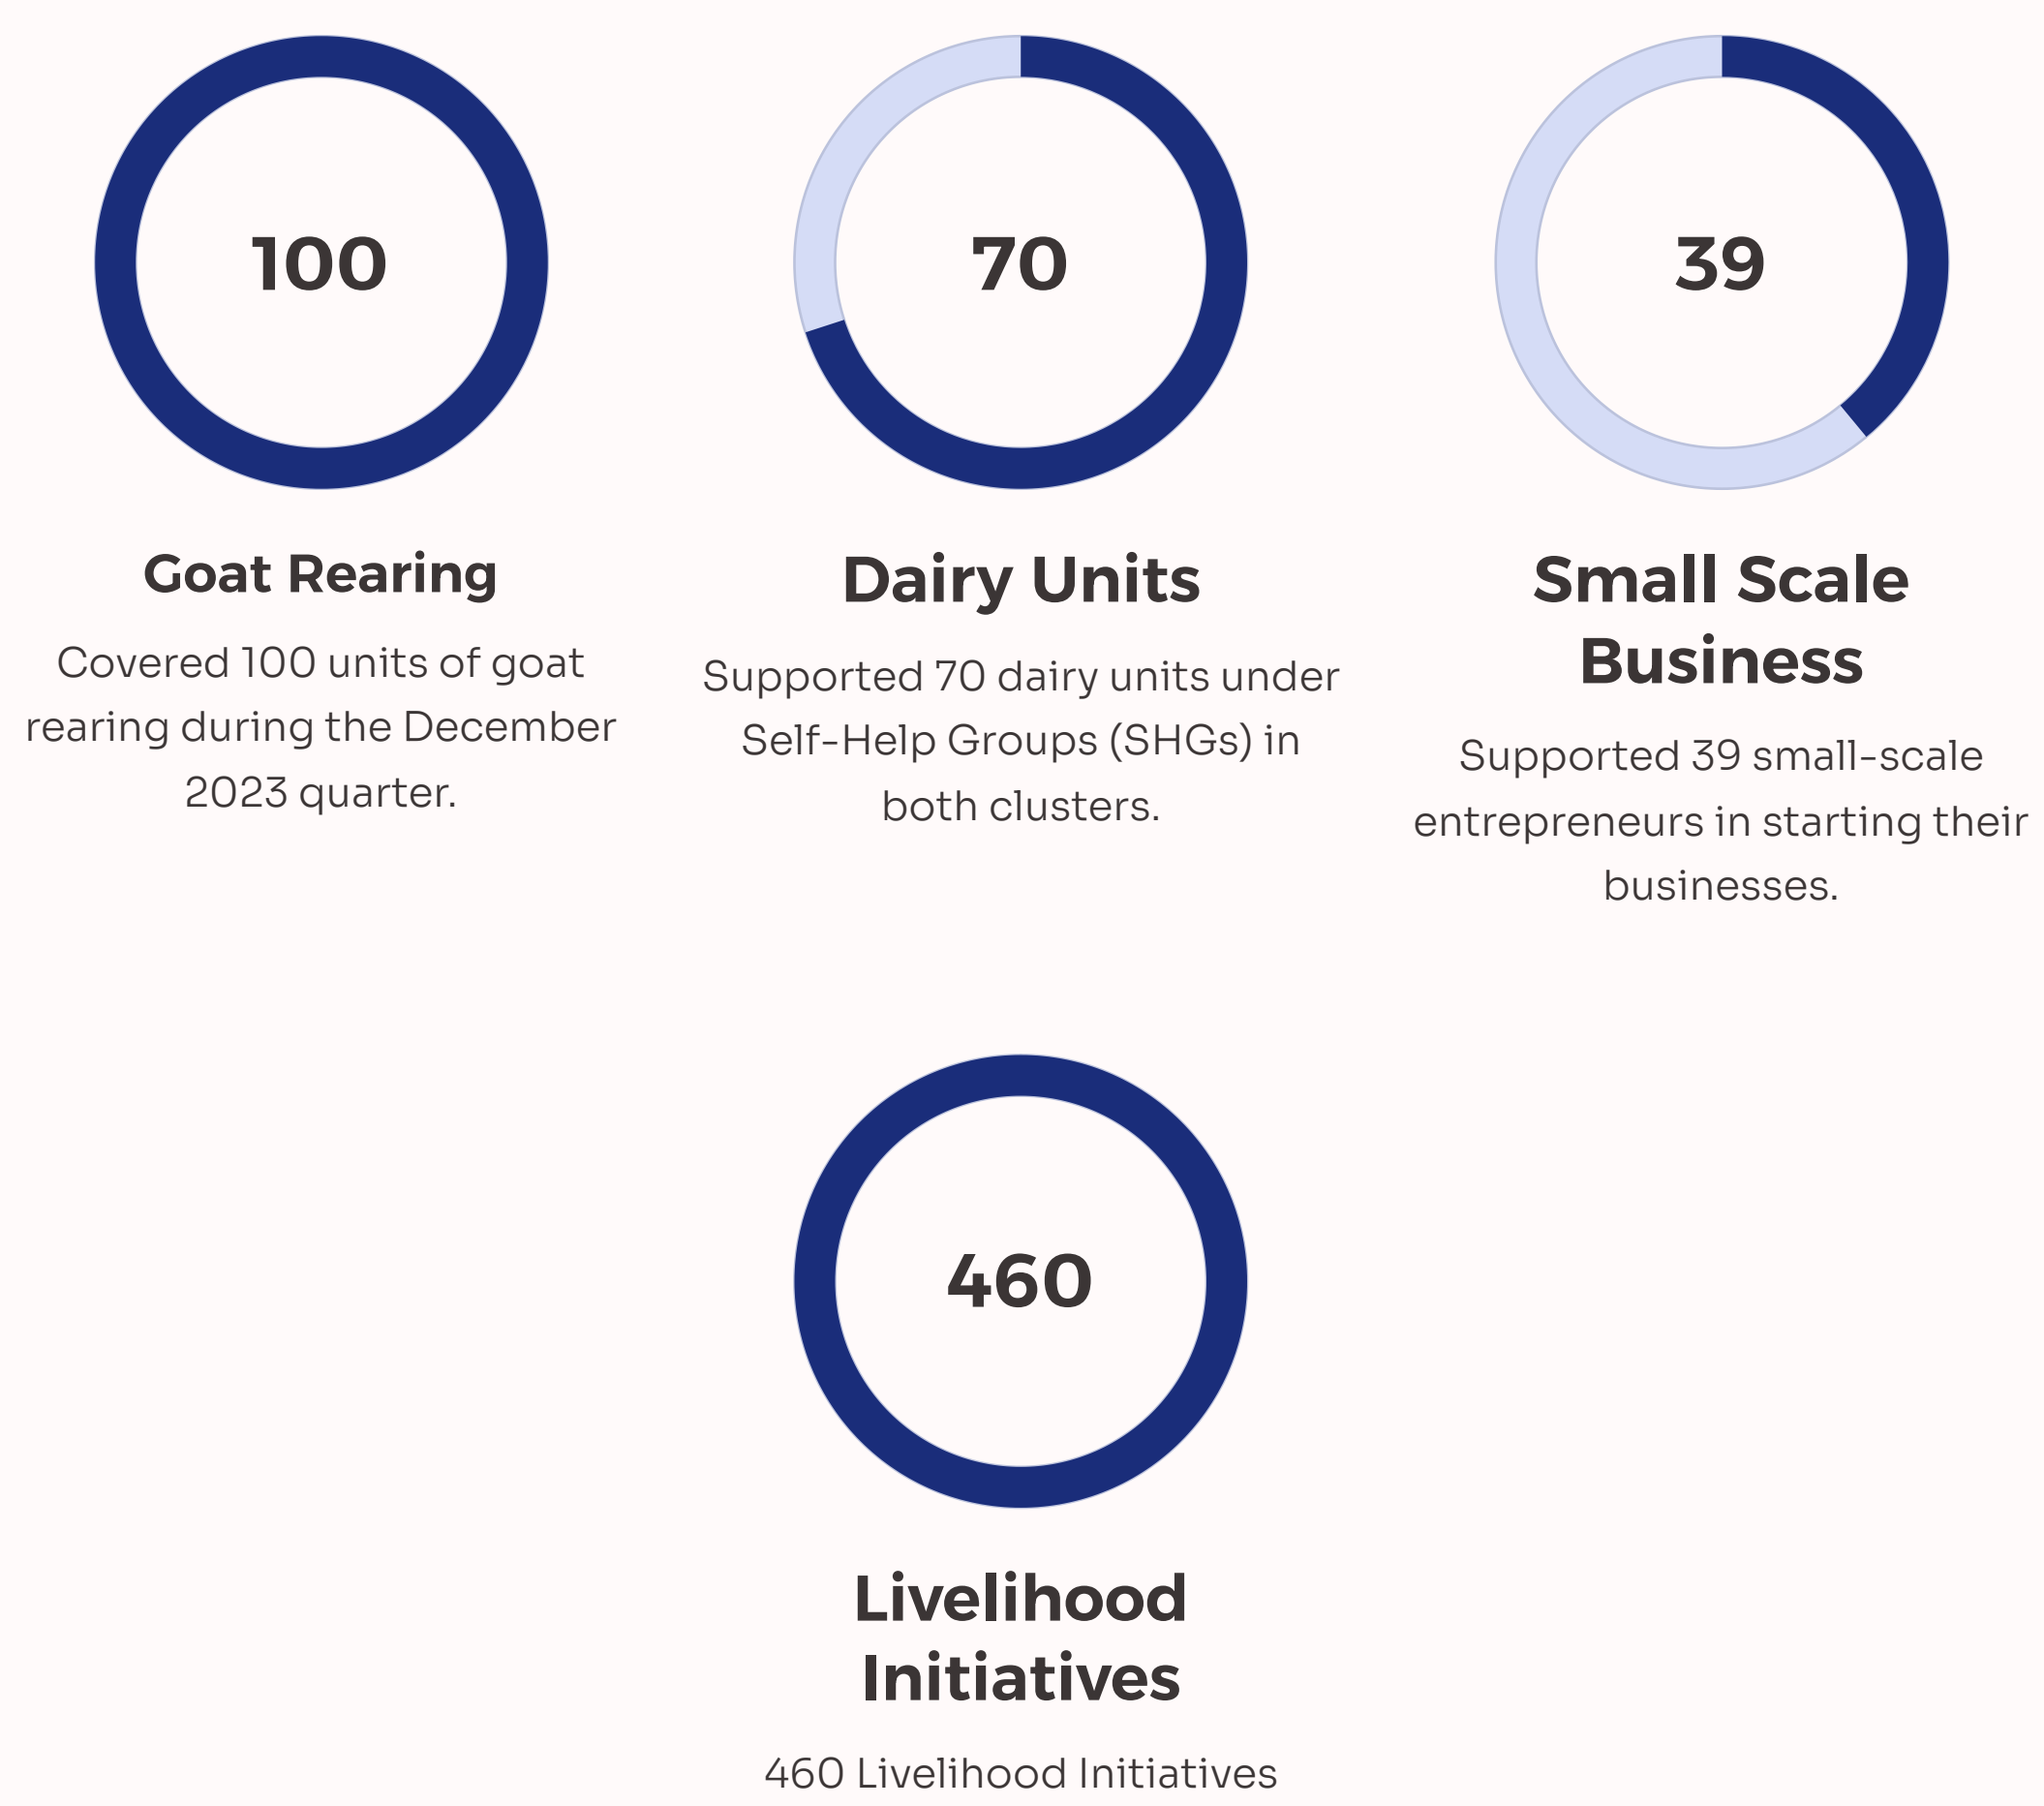 100
Goat Rearing
Covered 100 units of goat
rearing during the December
2023 quarter.
70
Dairy Units
Supported 70 dairy units under
Self-Help Groups (SHGs) in
both clusters.
39
Small Scale
Business
Supported 39 small-scale
entrepreneurs in starting their
businesses.
460
Livelihood
Initiatives
460 Livelihood Initiatives